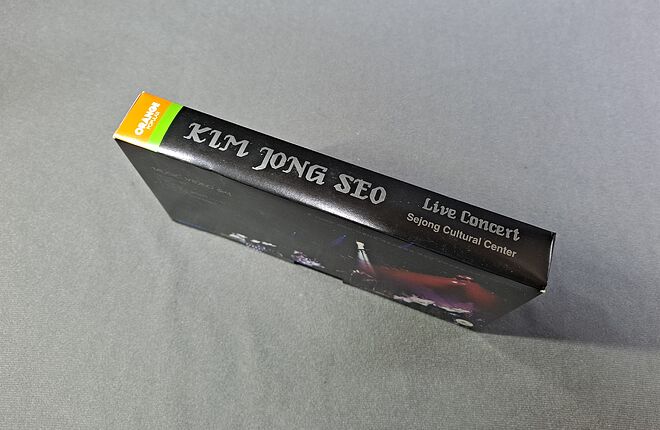 ORANGE
KIM JONG SEO
Live Concert
Sejong Cultural Center